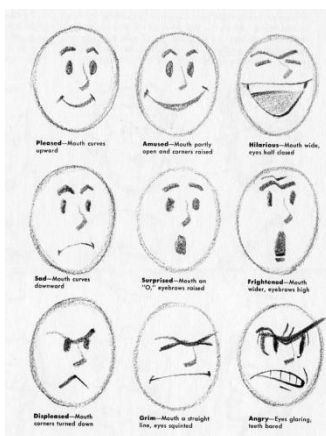 Pleased—Mouth curves
upward
Amused—Mouth partly
open and corners raised
Hilarious—Mouth wide,
eyes half closed
Sad—Mouth curves
downward
Surprised—Mouth an
"O," eyebrows raised
Frightened—Mouth
wider, eyebrows high
Displeased—Mouth
corners turned down
Grim—Mouth a straight
line, eyes squinted
Angry—Eyes glaring,
teeth bared